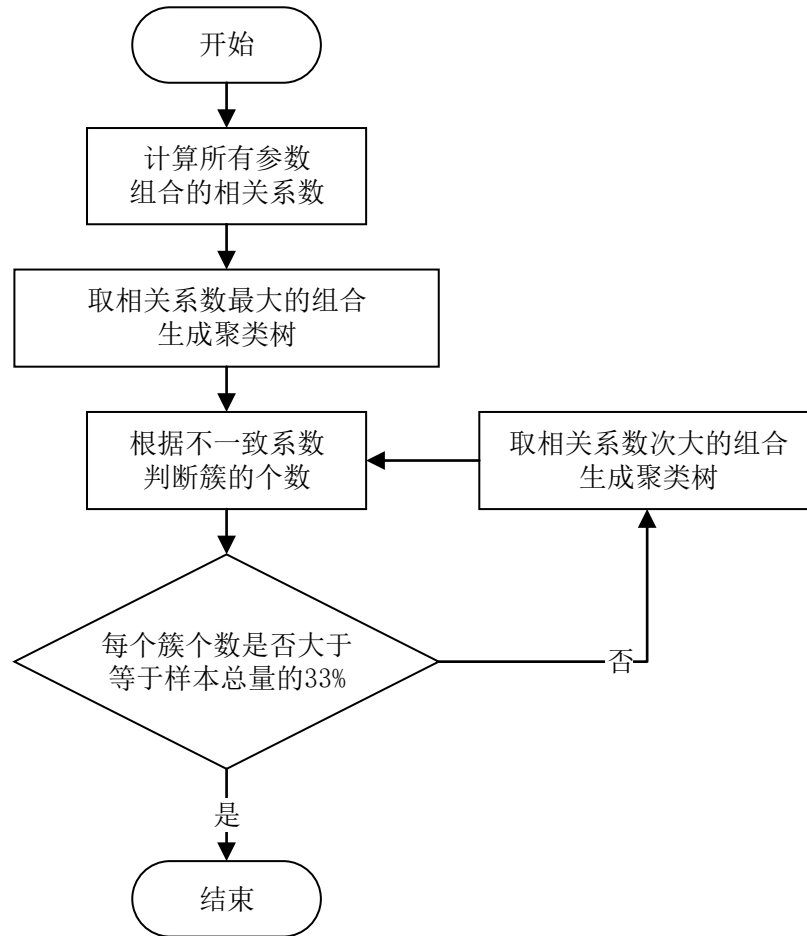 开始
计算所有参数
组合的相关系数
取相关系数最大的组合
生成聚类树
根据不一致系数
判断簇的个数
取相关系数次大的组合
生成聚类树
每个簇个数是否大于
等于样本总量的33%
否
是
结束